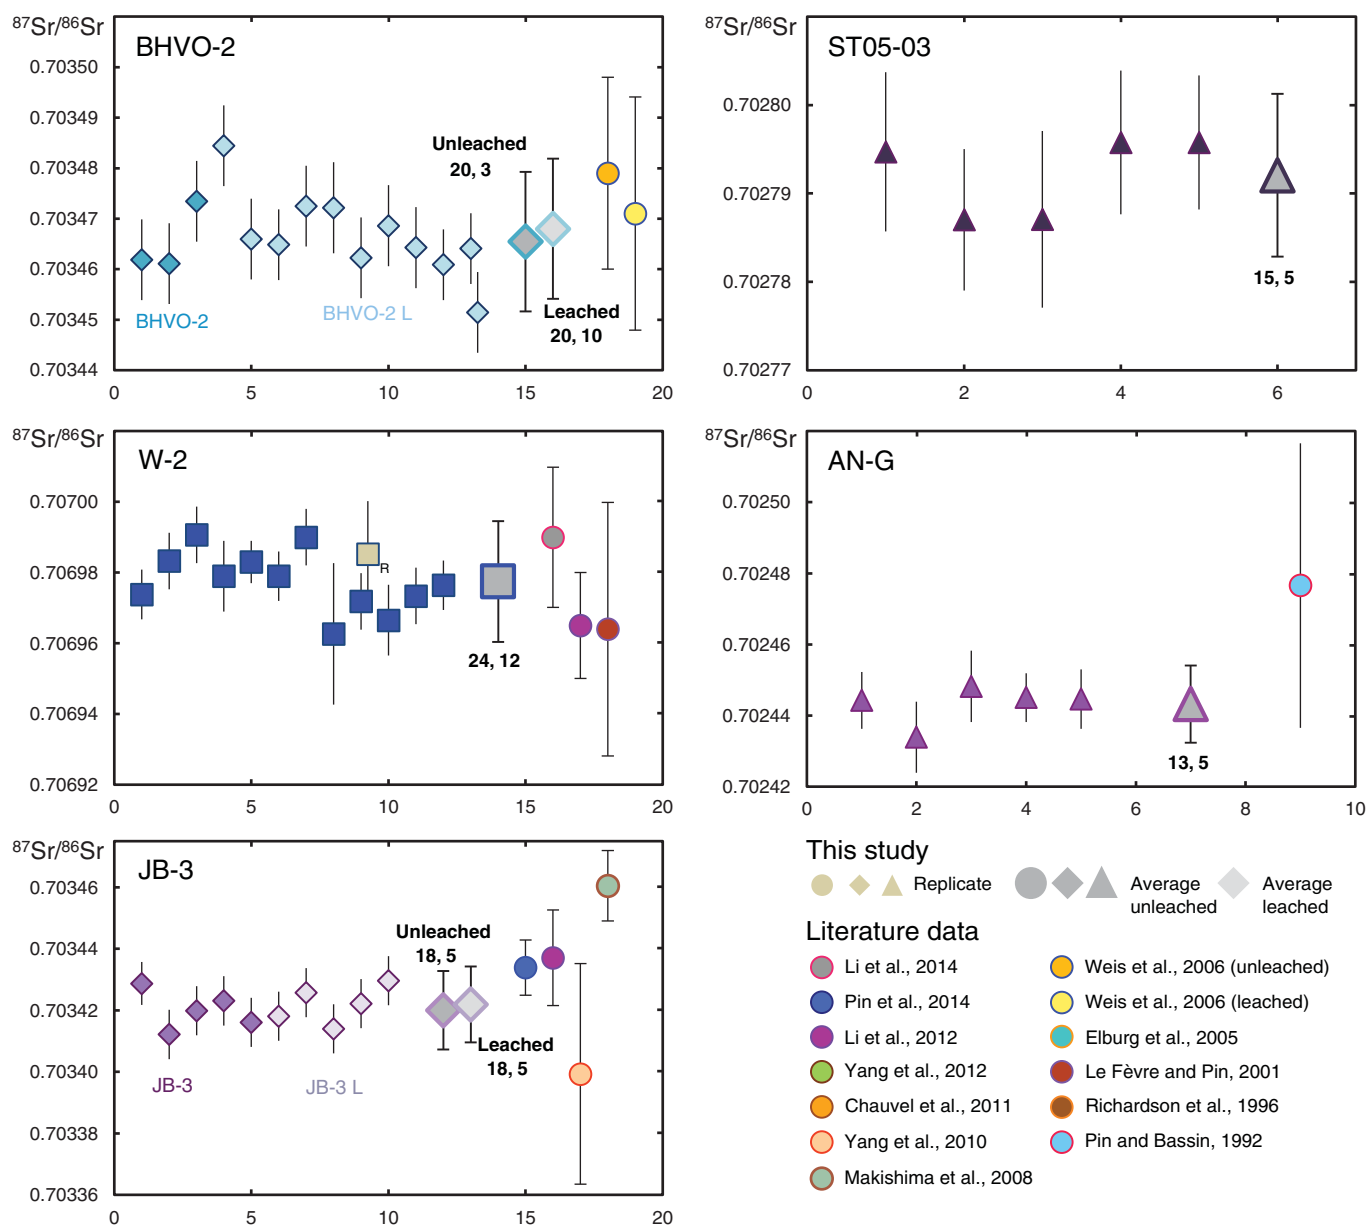 87Sr/86Sr
BHVO-2
0.70350
0.70349
0.70348
0.70347
0.70346
0.70345
0.70344
Unleached
20, 3
Leached
20, 10
BHVO-2
BHVO-2 L
0 5 10 15 20
87Sr/86Sr
ST05-03
0.70280
0.70279
0.70278
0.70277
15, 5
0 2 4 6
87Sr/86Sr
W-2
0.70700
0.70698
0.70696
0.70694
0.70692
R
24, 12
0 5 10 15 20
87Sr/86Sr
AN-G
0.70250
0.70248
0.70246
0.70244
0.70242
13, 5
0 2 4 6 8 10
87Sr/86Sr
JB-3
0.70346
0.70344
0.70342
0.70340
0.70338
0.70336
Unleached
18, 5
Leached
18, 5
JB-3
JB-3 L
0 5 10 15 20
This study
Replicate
Average
unleached
Average
leached
Literature data
Li et al., 2014
Pin et al., 2014
Li et al., 2012
Yang et al., 2012
Chauvel et al., 2011
Yang et al., 2010
Makishima et al., 2008
Weis et al., 2006 (unleached)
Weis et al., 2006 (leached)
Elburg et al., 2005
Le Fèvre and Pin, 2001
Richardson et al., 1996
Pin and Bassin, 1992